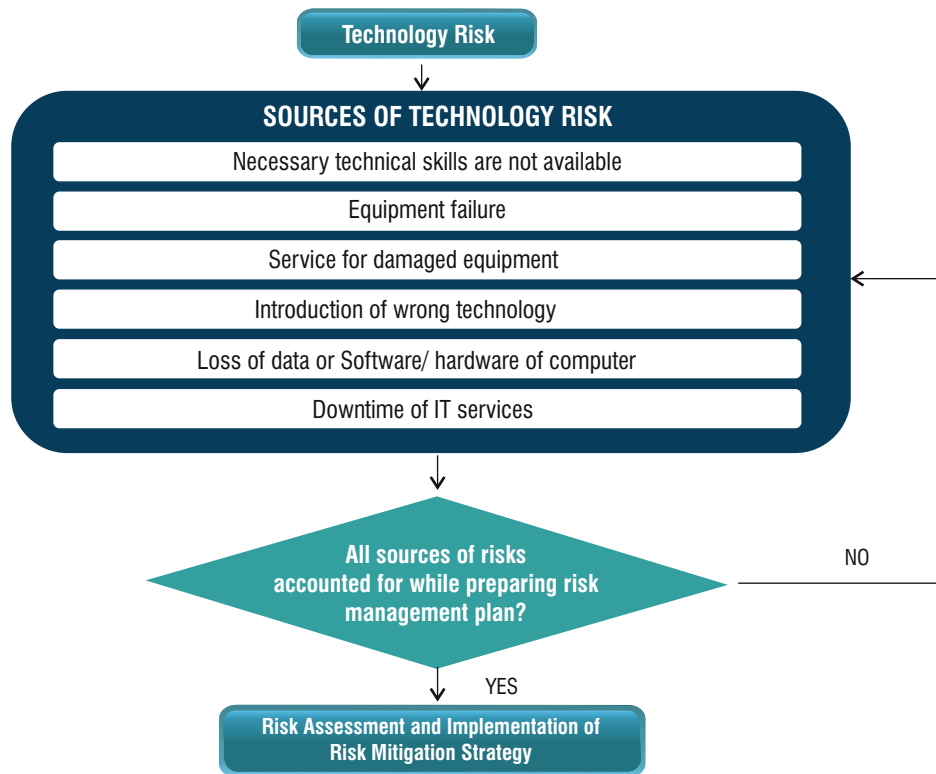 Technology Risk
SOURCES OF TECHNOLOGY RISK
Necessary technical skills are not available
Equipment failure
Service for damaged equipment
Introduction of wrong technology
Loss of data or Software/ hardware of computer
Downtime of IT services
All sources of risks
accounted for while preparing risk
management plan?
NO
YES
Risk Assessment and Implementation of
Risk Mitigation Strategy